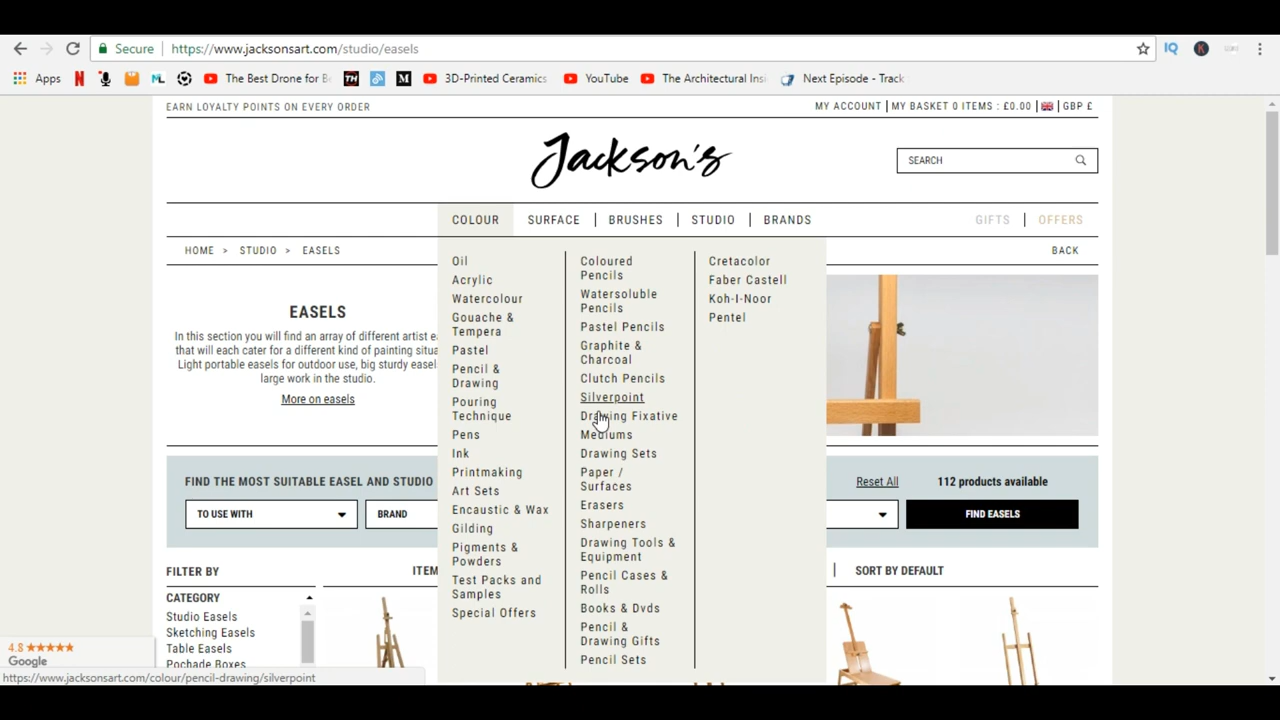 Secure
https://www.jacksonsart.com/studio/easels
Apps
The Best Drone for B
3D-Printed Ceramics
YouTube
The Architectural Insi
Next Episode - Track
EARN LOYALTY POINTS ON EVERY ORDER
MY ACCOUNT | MY BASKET 0 ITEMS : £0.00 | GBP £
Jackson's
SEARCH
COLOUR
SURFACE
BRUSHES
STUDIO
BRANDS
GIFTS
OFFERS
HOME > STUDIO > EASELS
BACK
EASELS
In this section you will find an array of different artist ea
that will each cater for a different kind of painting situa
Light portable easels for outdoor use, big sturdy easels
large work in the studio.
More on easels
Oil
Acrylic
Watercolour
Gouache &
Tempera
Pastel
Pencil &
Drawing
Pouring
Technique
Pens
Ink
Printmaking
Art Sets
Encaustic & Wax
Gilding
Pigments &
Powders
Test Packs and
Samples
Special Offers
Coloured
Pencils
Watersoluble
Pencils
Pastel Pencils
Graphite &
Charcoal
Clutch Pencils
Silverpoint
Drawing Fixative
Mediums
Drawing Sets
Paper /
Surfaces
Erasers
Sharpeners
Drawing Tools &
Equipment
Pencil Cases &
Rolls
Books & Dvds
Pencil &
Drawing Gifts
Pencil Sets
Cretacolor
Faber Castell
Koh-I-Noor
Pentel
FIND THE MOST SUITABLE EASEL AND STUDIO
Reset All
112 products available
TO USE WITH
BRAND
FIND EASELS
FILTER BY
ITEM
SORT BY DEFAULT
CATEGORY
Studio Easels
Sketching Easels
Table Easels
Pochade Boxes
4.8
Google
https://www.jacksonsart.com/colour/pencil-drawing/silverpoint